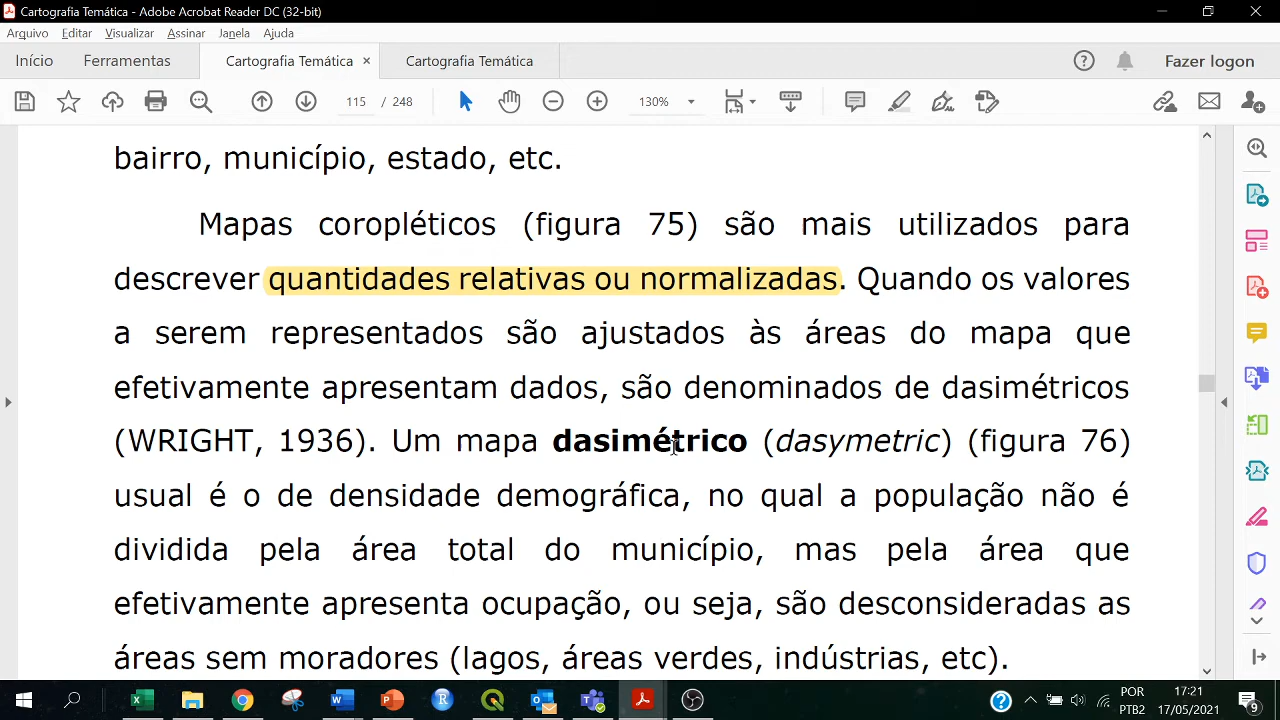 Cartografia Temática - Adobe Acrobat Reader DC (32-bit)
Arquivo Editar Visualizar Assinar Janela Ajuda
Início Ferramentas Cartografia Temática × Cartografia Temática Fazer logon
115 / 248 130%
bairro, município, estado, etc.
Mapas coropléticos (figura 75) são mais utilizados para
descrever quantidades relativas ou normalizadas. Quando os valores
a serem representados são ajustados às áreas do mapa que
efetivamente apresentam dados, são denominados de dasimétricos
(WRIGHT, 1936). Um mapa dasimétrico (dasymetric) (figura 76)
usual é o de densidade demográfica, no qual a população não é
dividida pela área total do município, mas pela área que
efetivamente apresenta ocupação, ou seja, são desconsideradas as
áreas sem moradores (lagos, áreas verdes, indústrias, etc).
POR 17:21
PTB2 17/05/2021 9